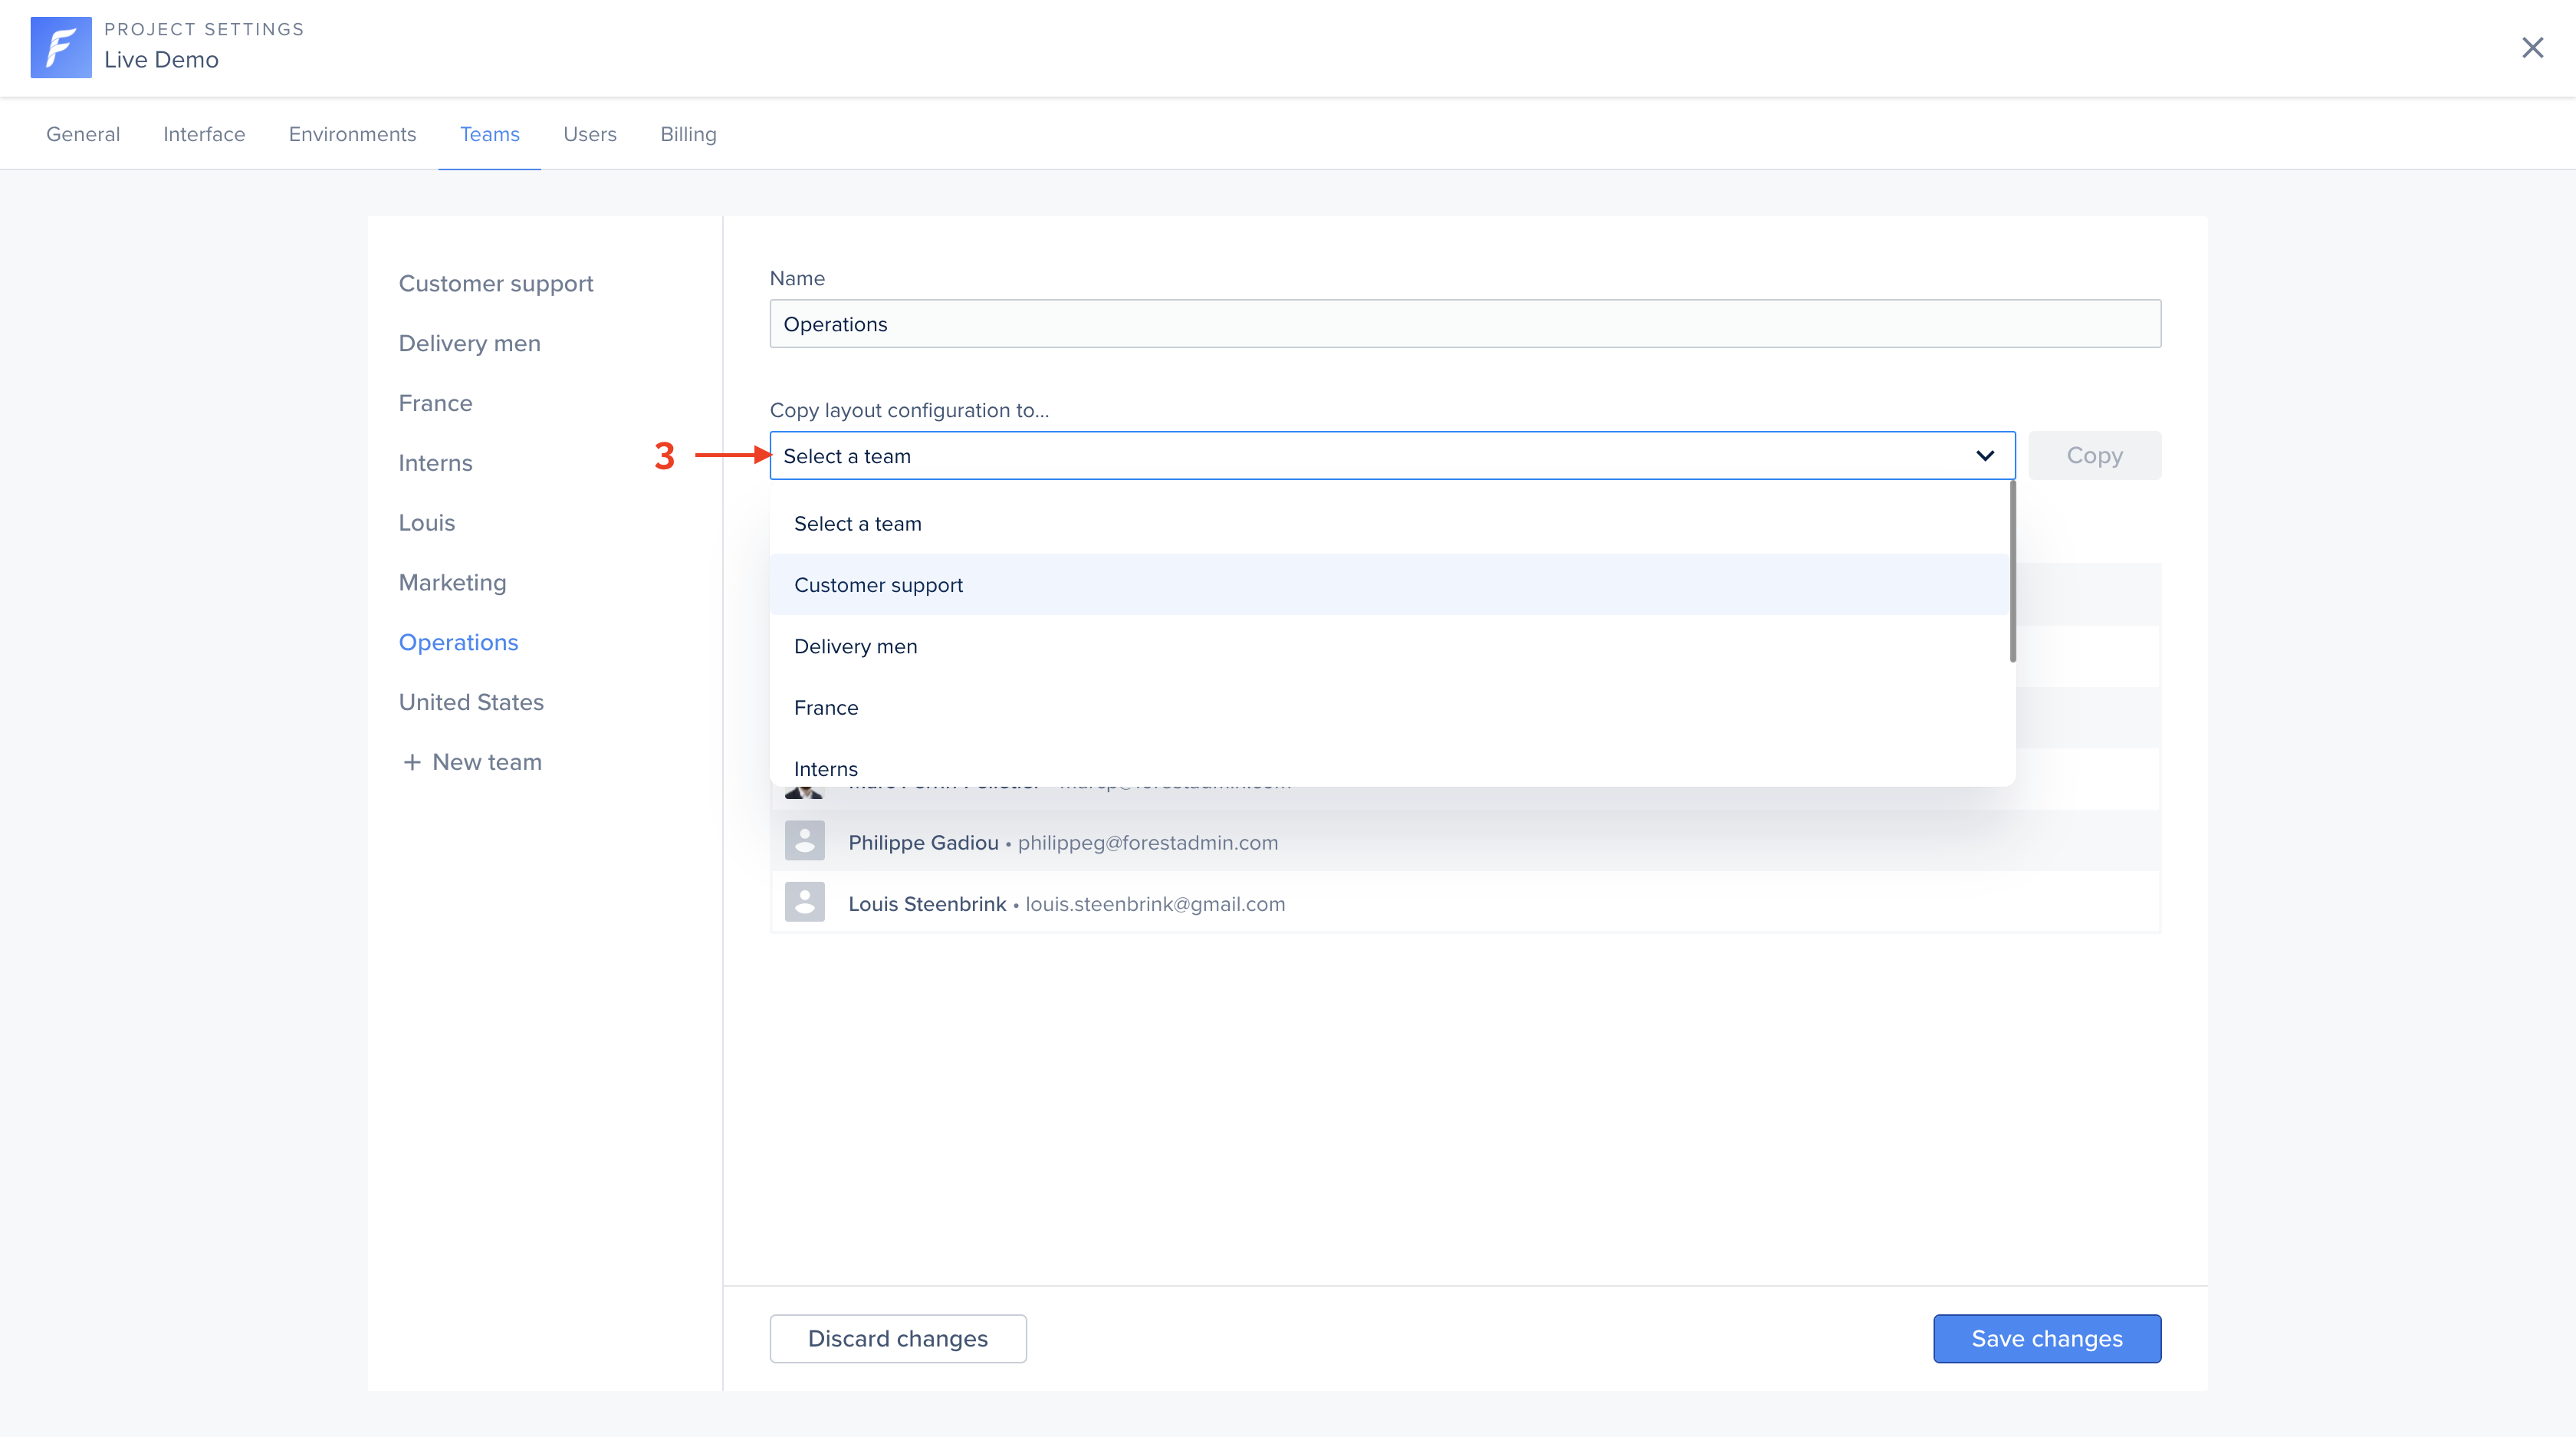 PROJECT SETTINGS
Live Demo
General Interface Environments Teams Users Billing
Customer support
Delivery men
France
Interns
Louis
Marketing
Operations
United States
+ New team
Name
Operations
Copy layout configuration to...
3
Select a team
Copy
Select a team
Customer support
Delivery men
France
Interns
Philippe Gadiou • philippeg@forestadmin.com
Louis Steenbrink • louis.steenbrink@gmail.com
Discard changes
Save changes